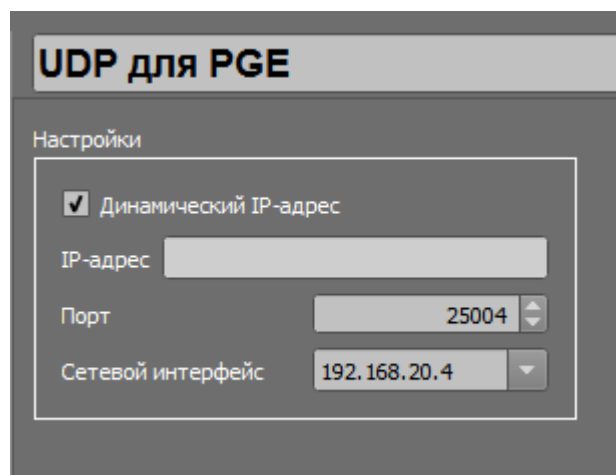 UDP для PGE
Настройки
Динамический IP-адрес
IP-адрес
Порт 25004
Сетевой интерфейс 192.168.20.4